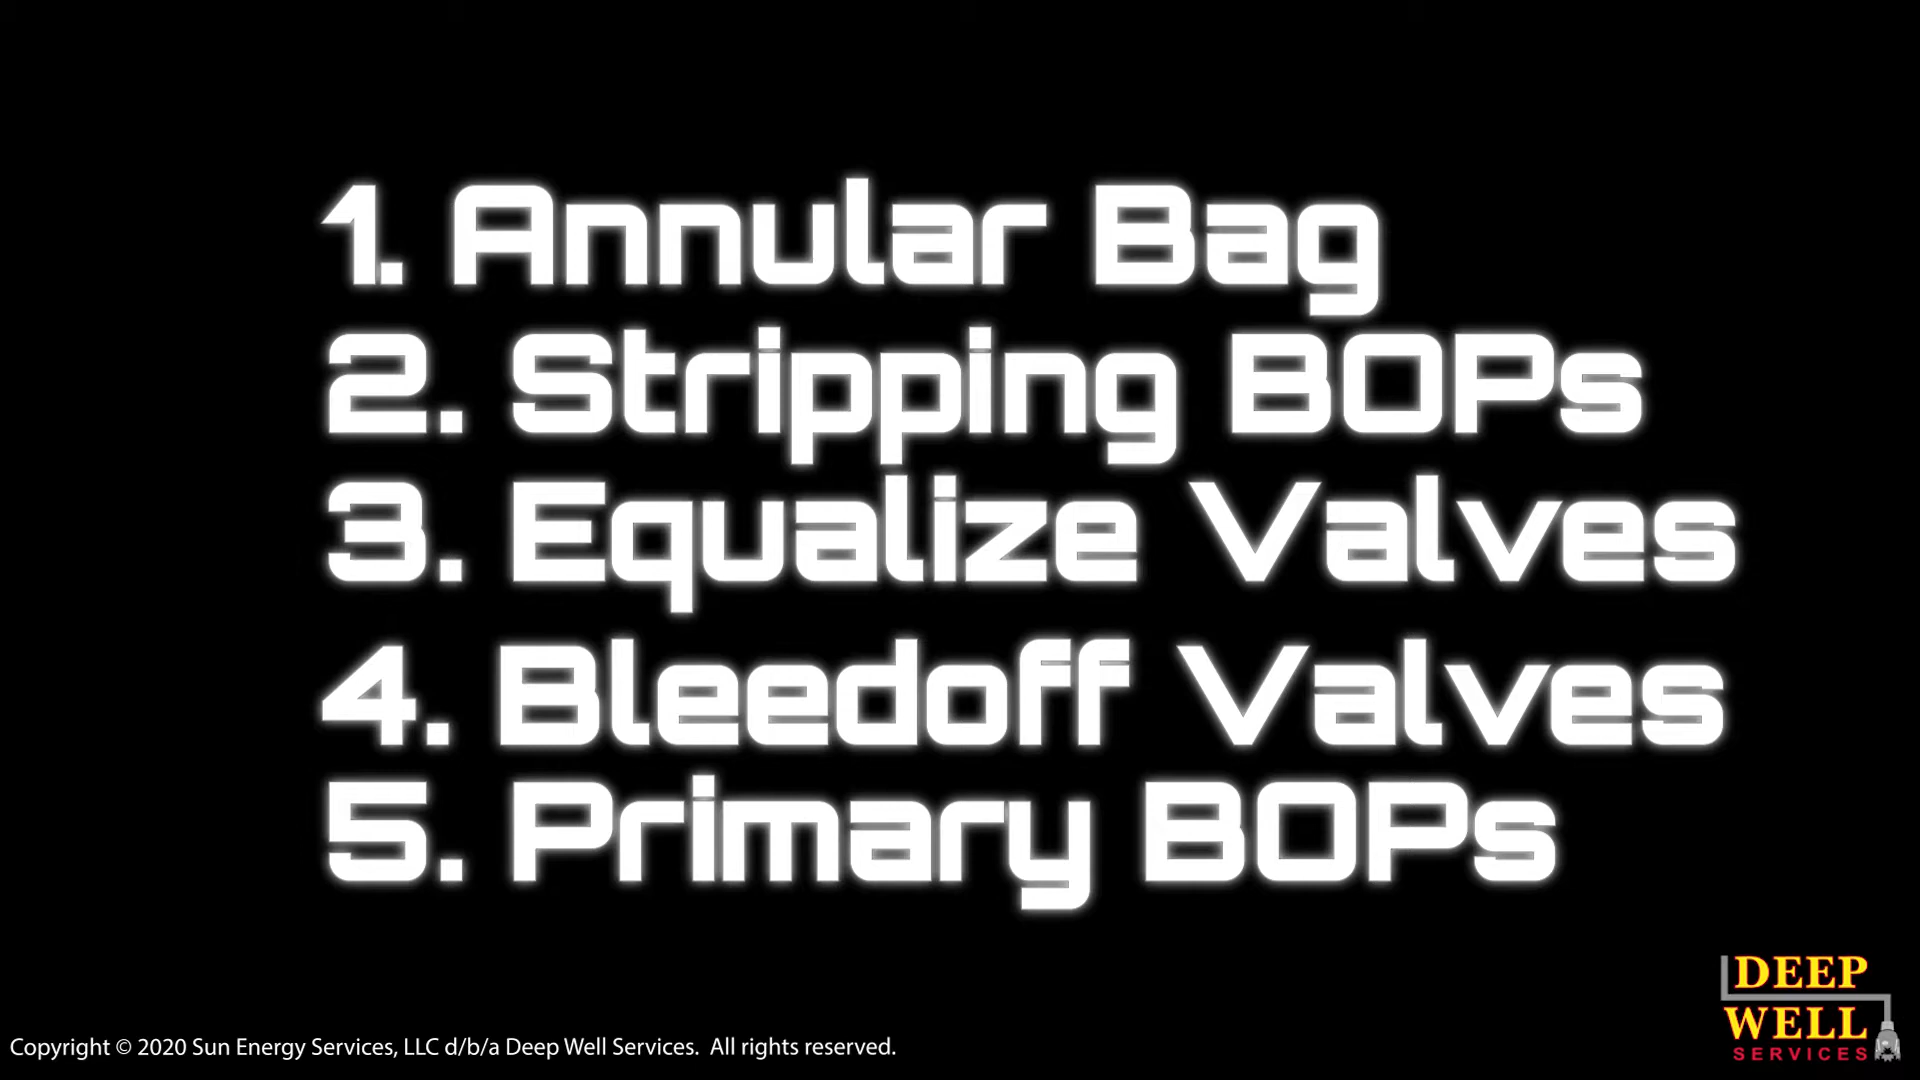 1. Annular Bag
2. Stripping BOPs
3. Equalize Valves
4. Bleedoff Valves
5. Primary BOPs
DEEP
WELL
SERVICES
Copyright © 2020 Sun Energy Services, LLC d/b/a Deep Well Services.  All rights reserved.